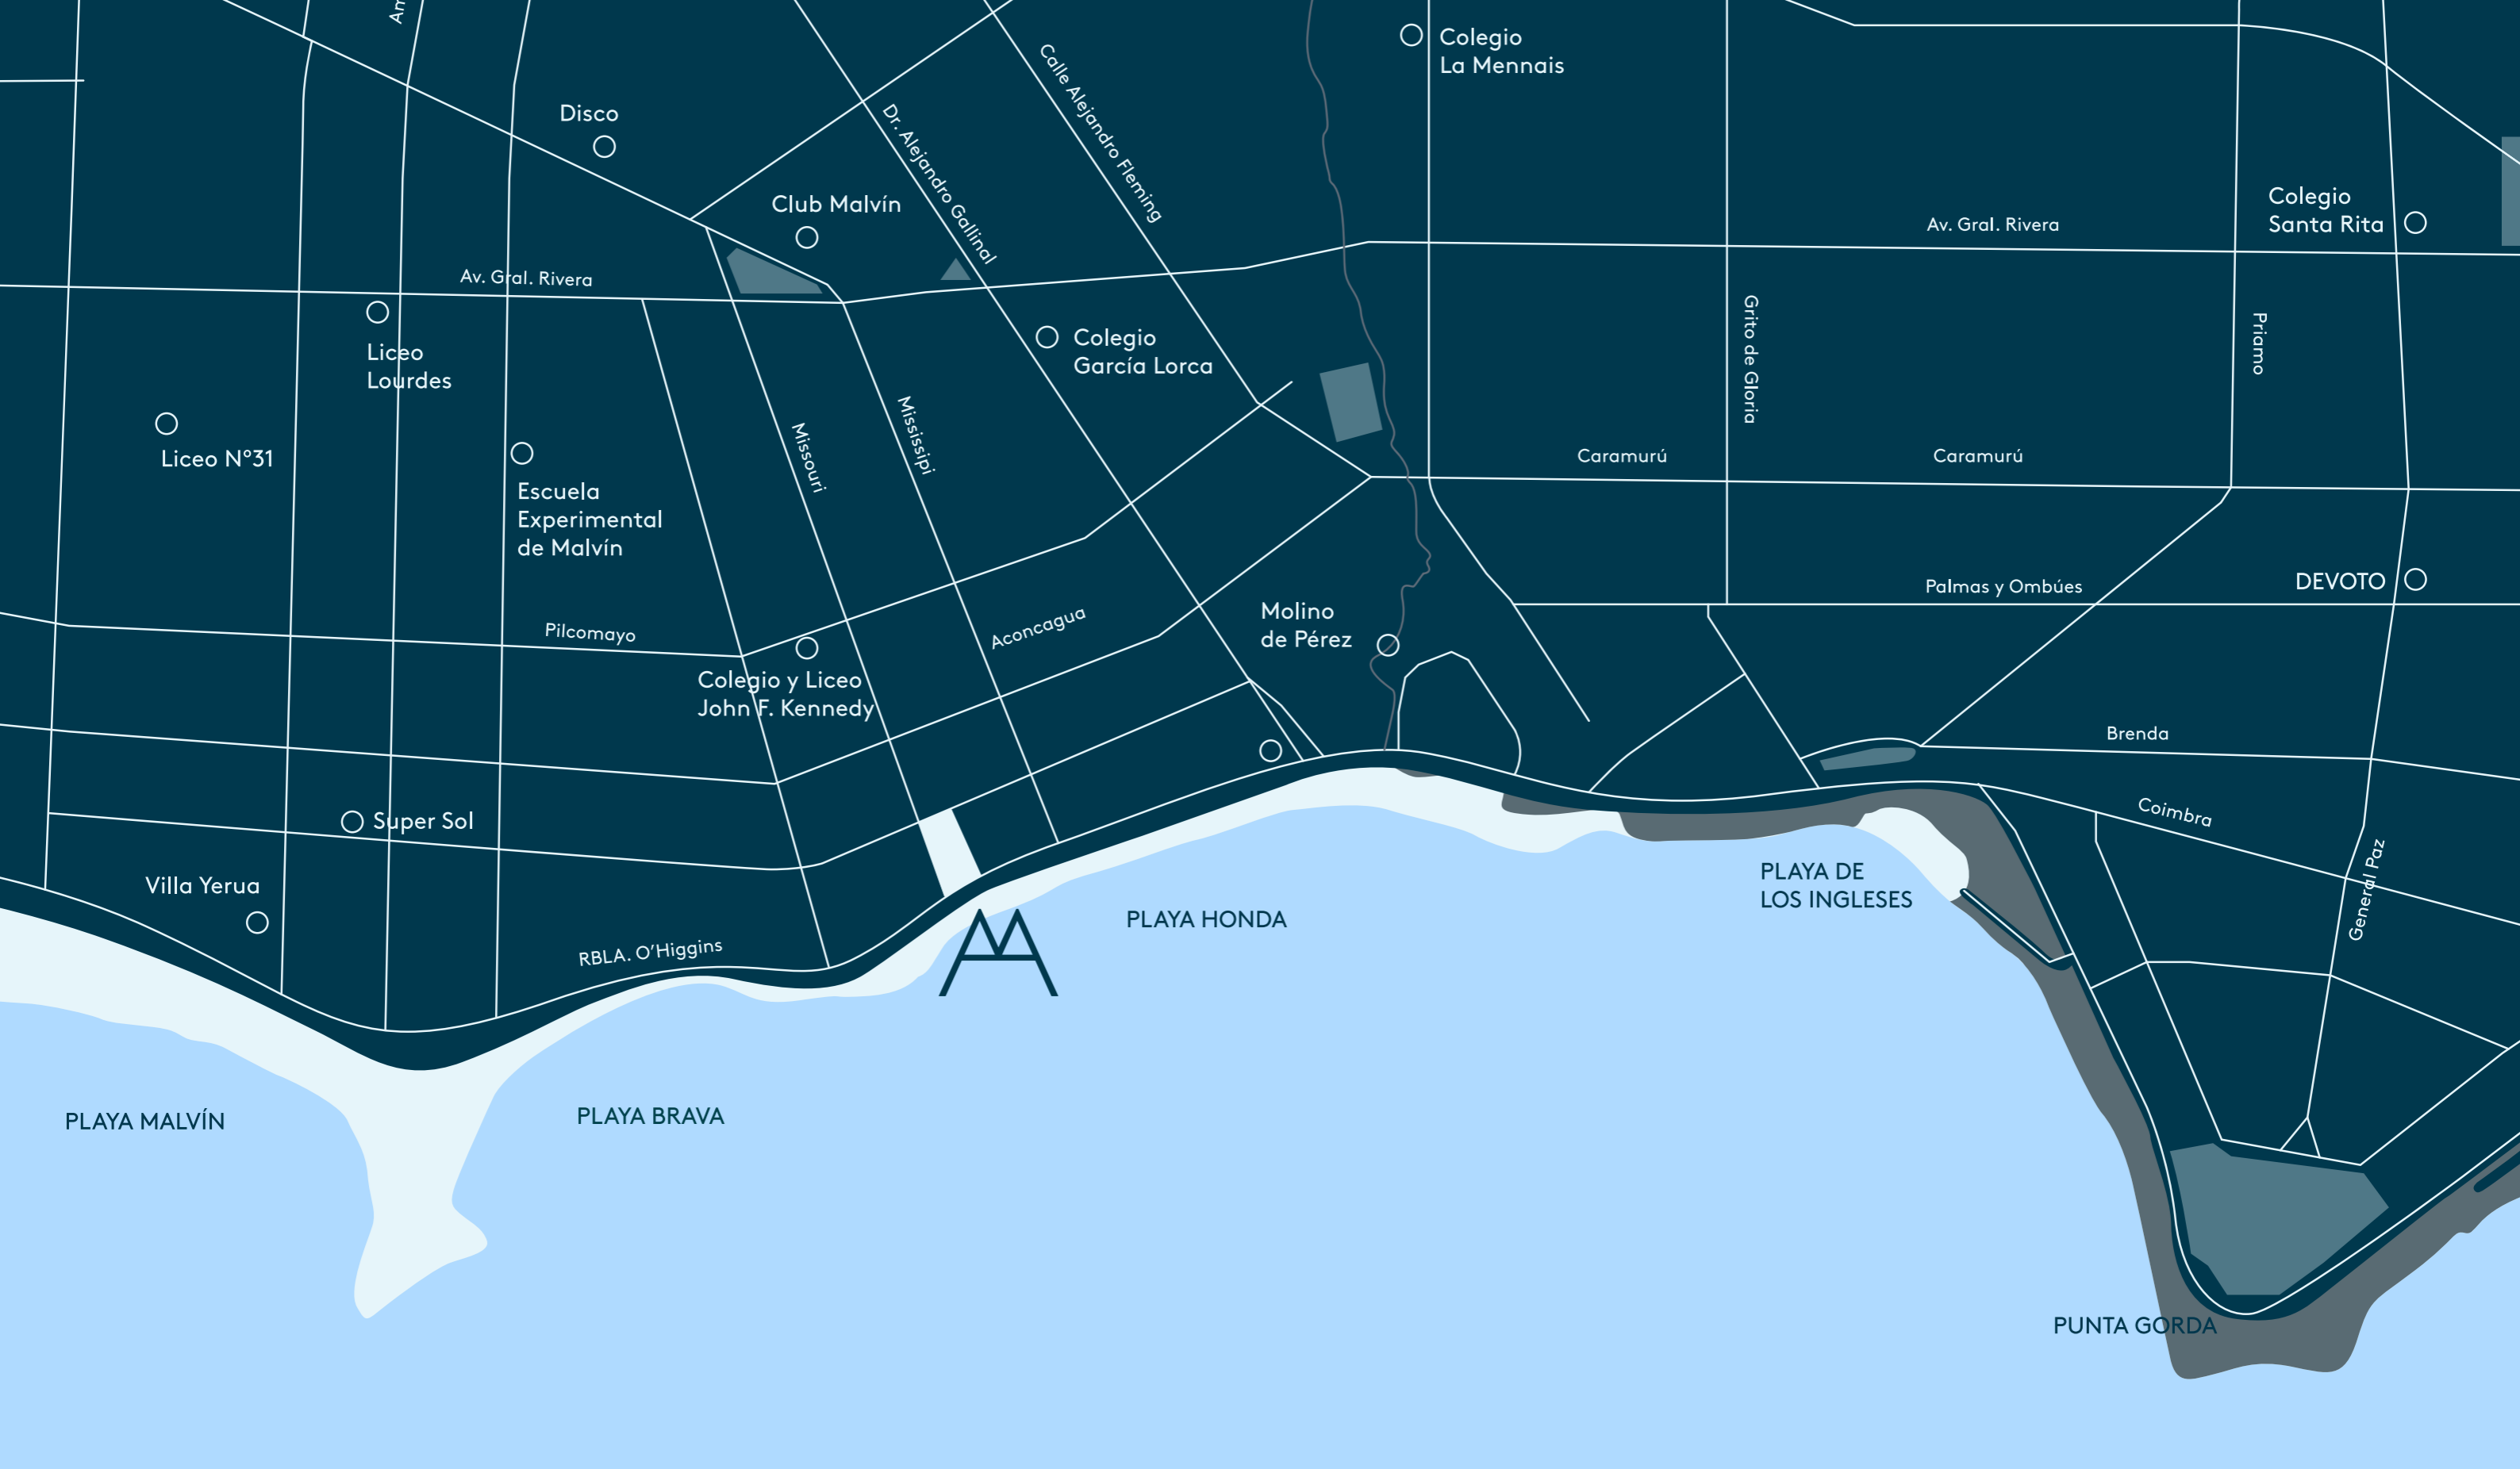 Am
Colegio
La Mennais
Calle Alejandro Fleming
Disco
Dr. Alejandro Gallinal
Club Malvín
Colegio
Santa Rita
Av. Gral. Rivera
Av. Gral. Rivera
Liceo
Lourdes
Colegio
García Lorca
Grito de Gloria
Priamo
Missouri
Mississipi
Liceo N°31
Caramurú
Caramurú
Escuela
Experimental
de Malvín
DEVOTO
Palmas y Ombúes
Molino
de Pérez
Pilcomayo
Aconcagua
Colegio y Liceo
John F. Kennedy
Brenda
Coimbra
Super Sol
General Paz
Villa Yerua
PLAYA DE
LOS INGLESES
PLAYA HONDA
RBLA. O’Higgins
PLAYA MALVÍN
PLAYA BRAVA
PUNTA GORDA